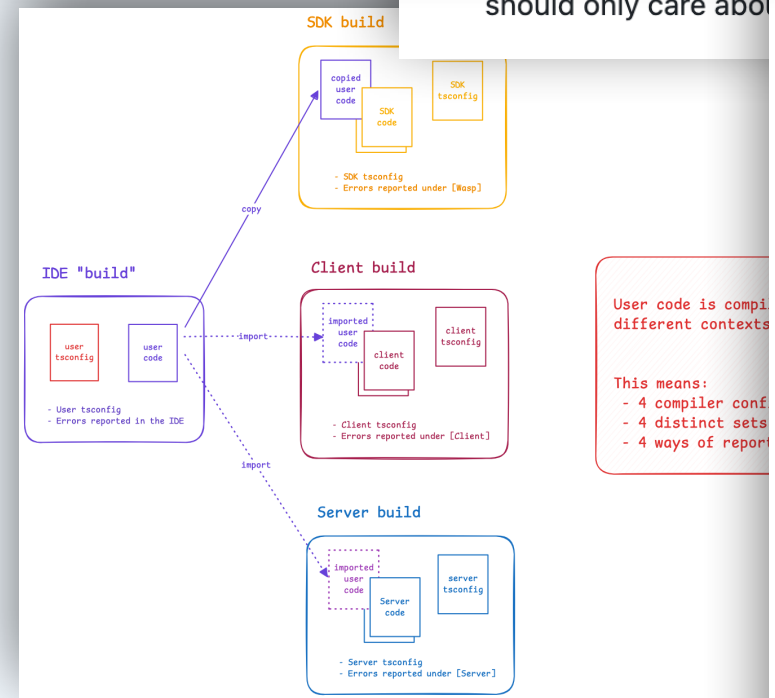 should only care
SDK build
copied
user
code
SDK
code
SDK
tsconfig
- SDK tsconfig
- Errors reported under [Wasp]
copy
IDE "build"
user
tsconfig
user
code
- User tsconfig
- Errors reported in the IDE
import
import
Client build
imported
user
code
client
code
client
tsconfig
- Client tsconfig
- Errors reported under [Client]
Server build
imported
user
code
Server
code
server
tsconfig
- Server tsconfig
- Errors reported under [Server]
User code is
different contexts
This means:
- 4 compiler
- 4 distinct sets
- 4 ways of